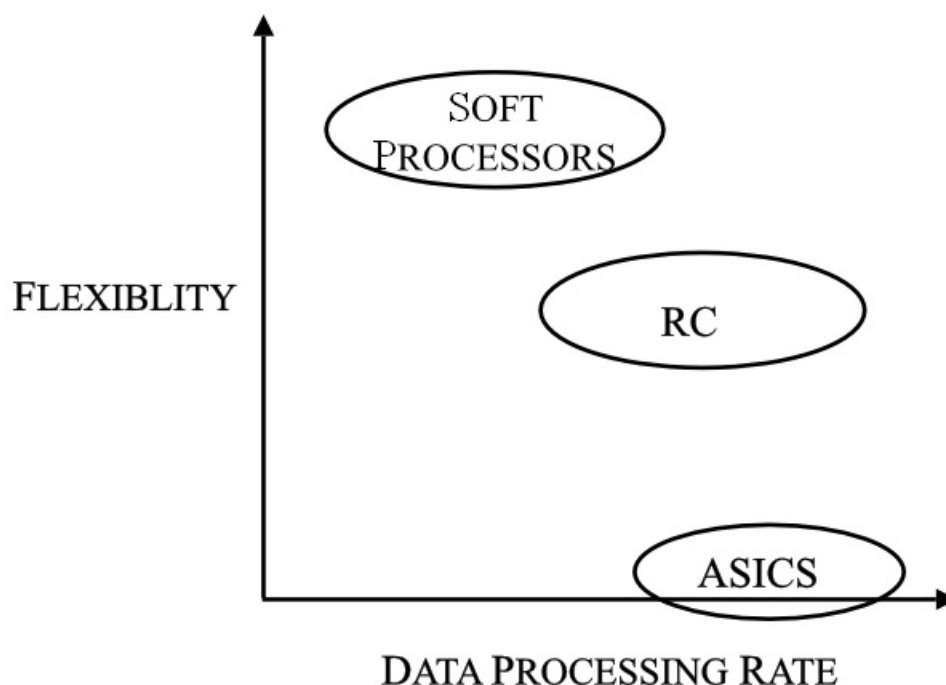 SOFT
PROCESSORS
FLEXIBLITY
RC
ASICS
DATA PROCESSING RATE